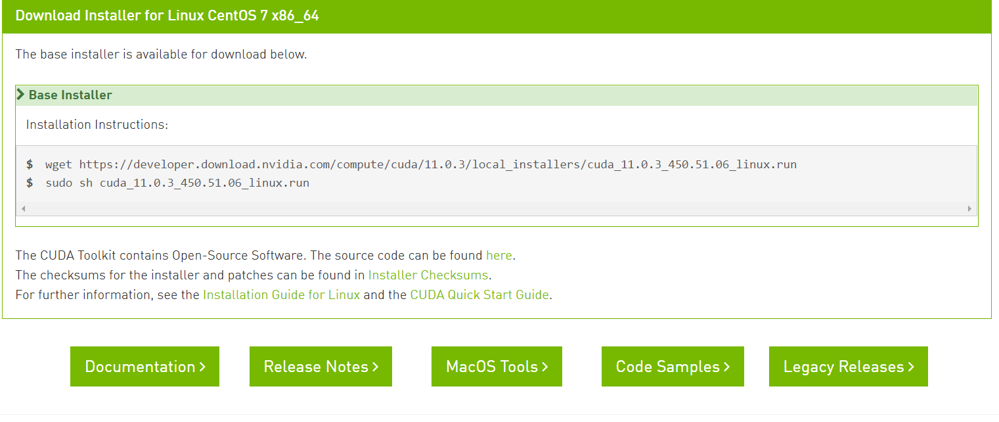 Download Installer for Linux CentOS 7 x86_64
The base installer is available for download below.
Base Installer
Installation Instructions:
$ wget https://developer.download.nvidia.com/compute/cuda/11.0.3/local_installers/cuda_11.0.3_450.51.06_linux.run
$ sudo sh cuda_11.0.3_450.51.06_linux.run
The CUDA Toolkit contains Open-Source Software. The source code can be found here.
The checksums for the installer and patches can be found in Installer Checksums.
For further information, see the Installation Guide for Linux and the CUDA Quick Start Guide.
Documentation > Release Notes > MacOS Tools > Code Samples > Legacy Releases >